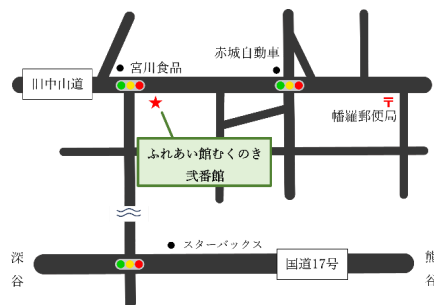 宮川食品
赤城自動車
旧中山道
〒
幡羅郵便局
ふれあい館むくのき
弐番館
スターバックス
深谷
国道17号
熊谷